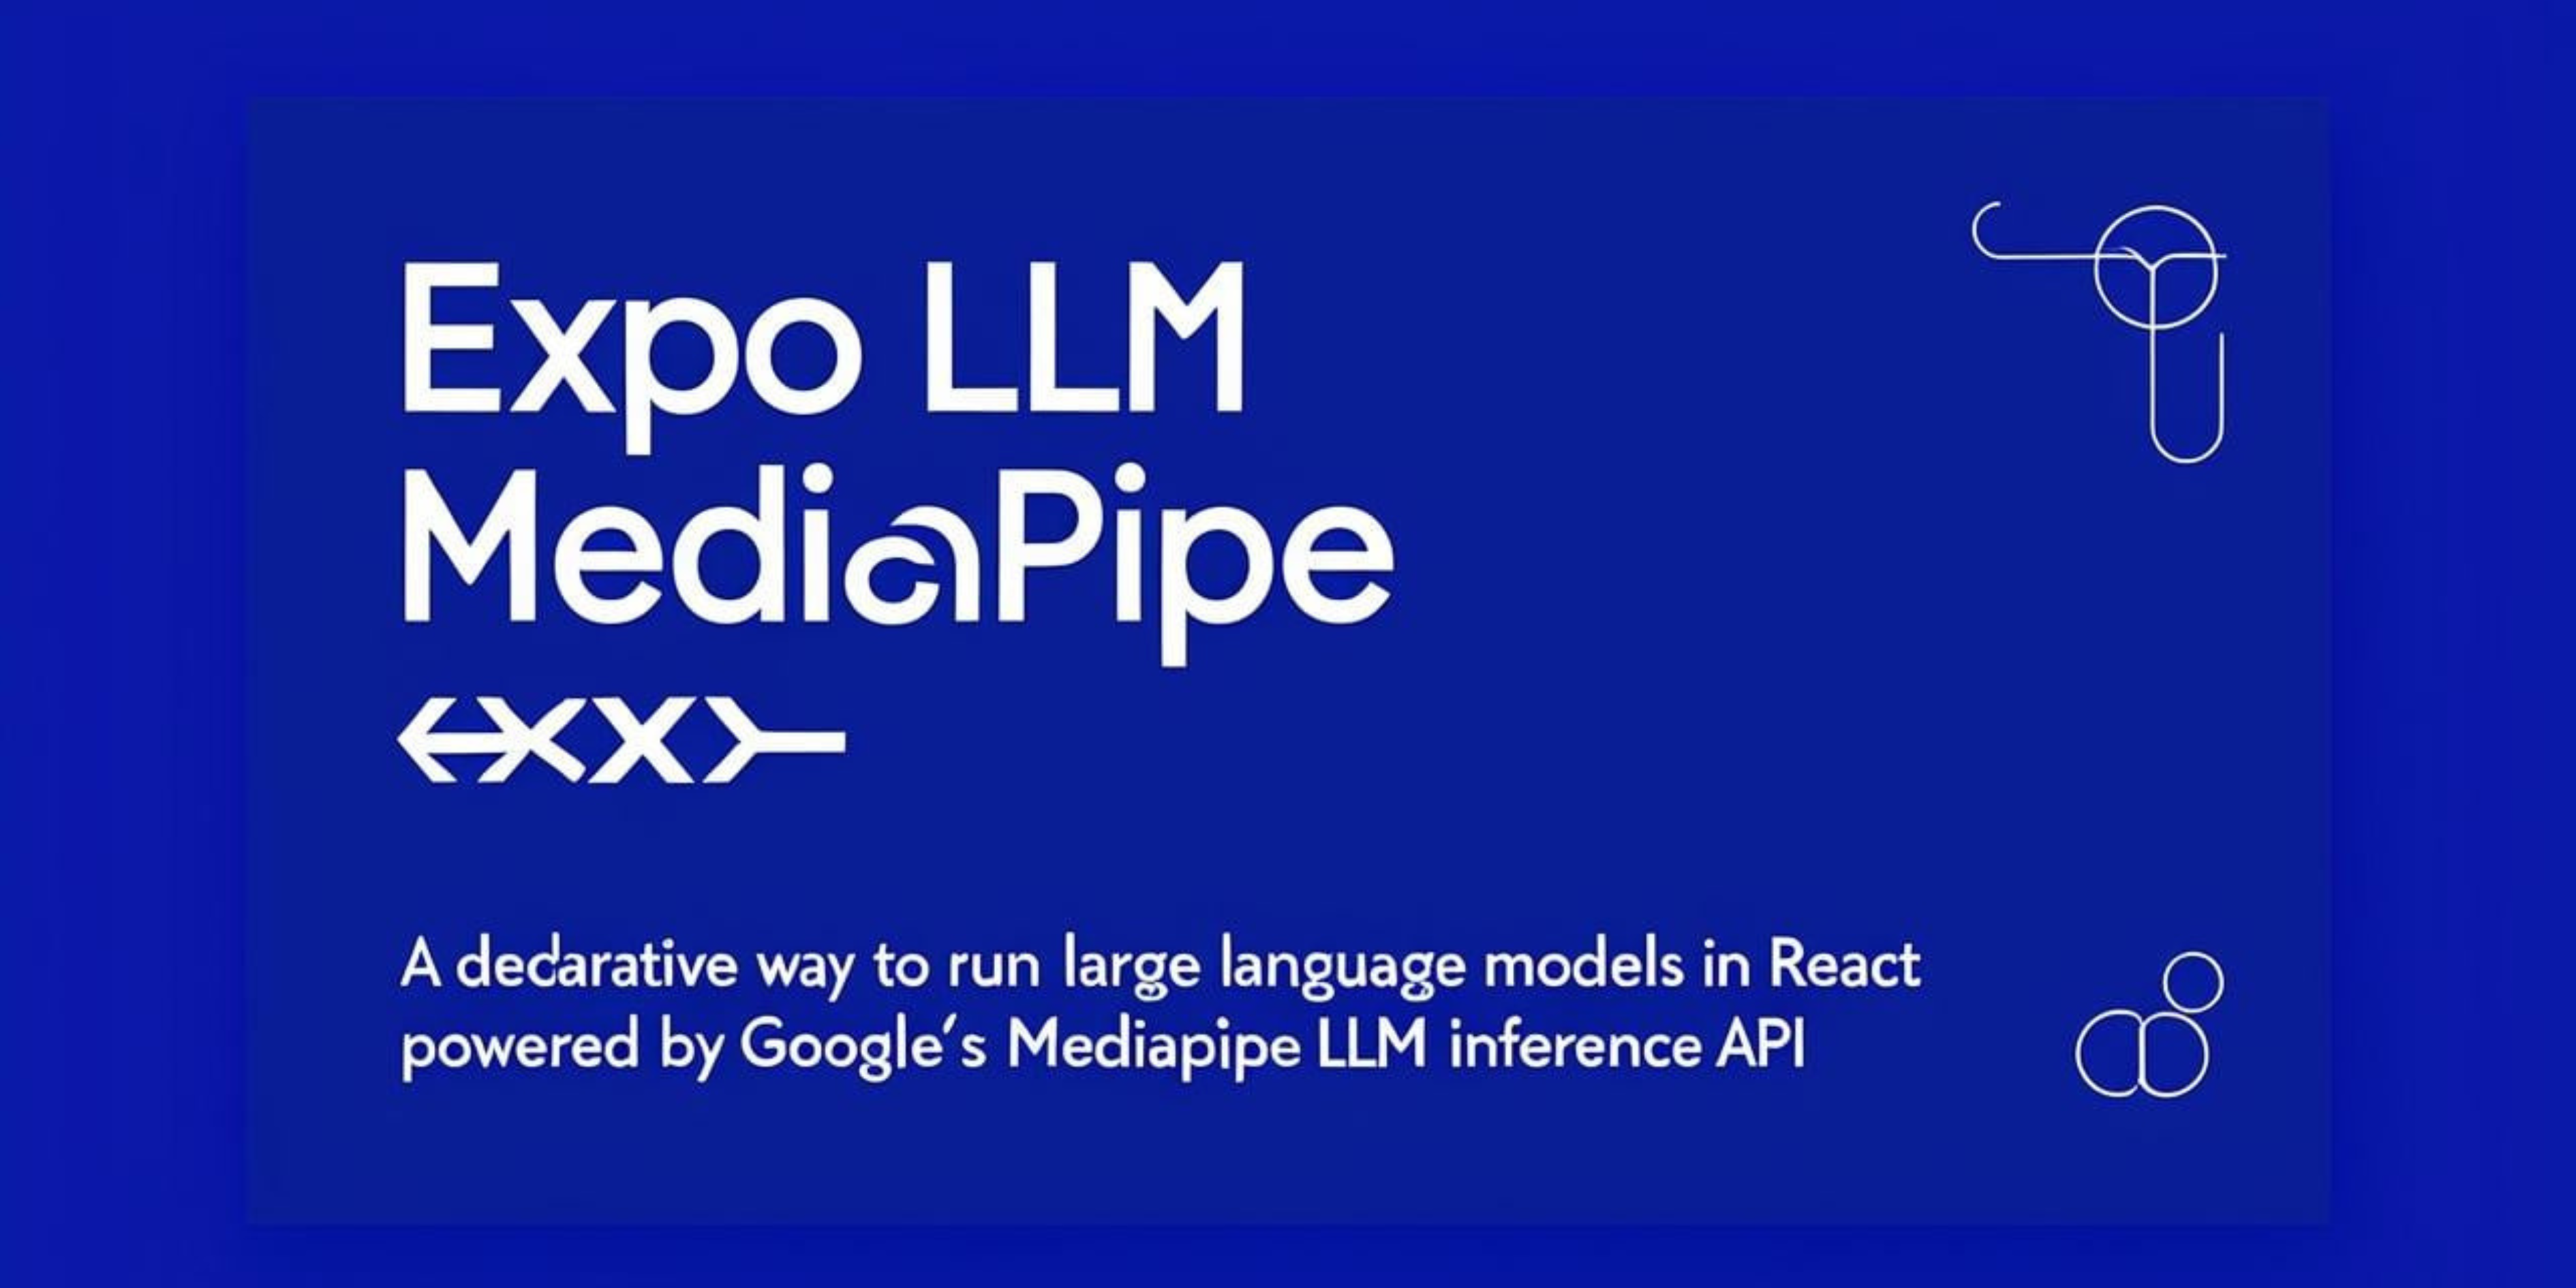 Expo LLM
MediaPipe
A declarative way to run large language models in React
powered by Google's Mediapipe LLM inference API